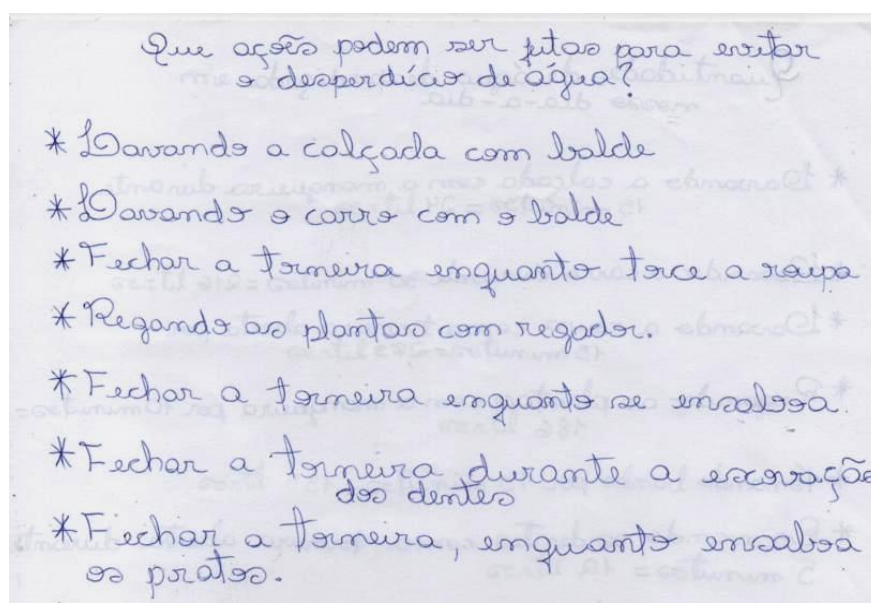 Que ações podem ser fitas para evitar
o desperdício de água?
* Lavando a calçada com balde
* Lavando o carro com o balde
* Fechar a torneira enquanto torce a roupa
* Regando as plantas com regador.
* Fechar a torneira enquanto se ensaboa.
* Fechar a torneira durante a escovação
dos dentes
* Fechar a torneira, enquanto ensaboa
os pratos.